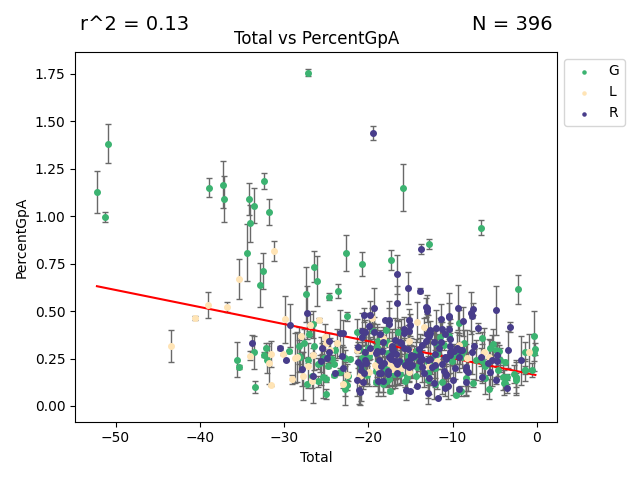 r^2 = 0.13
N = 396
Total vs PercentGpA
G
L
R
1.75
1.50
1.25
1.00
0.75
0.50
0.25
0.00
PercentGpA
−50
−40
−30
−20
−10
0
Total